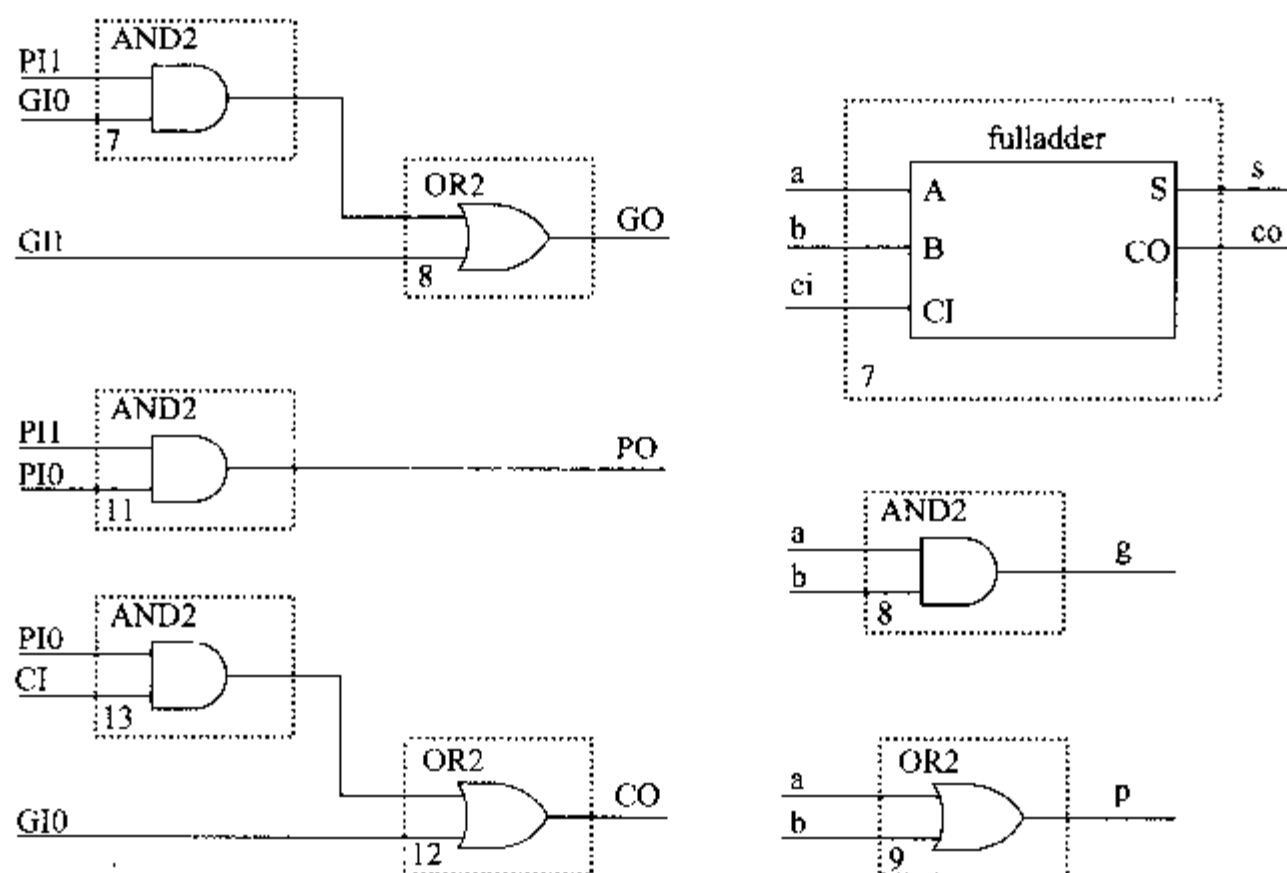 AND2
PI1
GI0
7
OR2
GO
GI1
8
AND2
PI1
PO
PI0
11
AND2
PI0
CI
13
OR2
CO
GI0
12
fulladder
a
A
S
s
b
B
CO
co
ci
CI
7
AND2
a
g
b
8
OR2
a
p
b
9